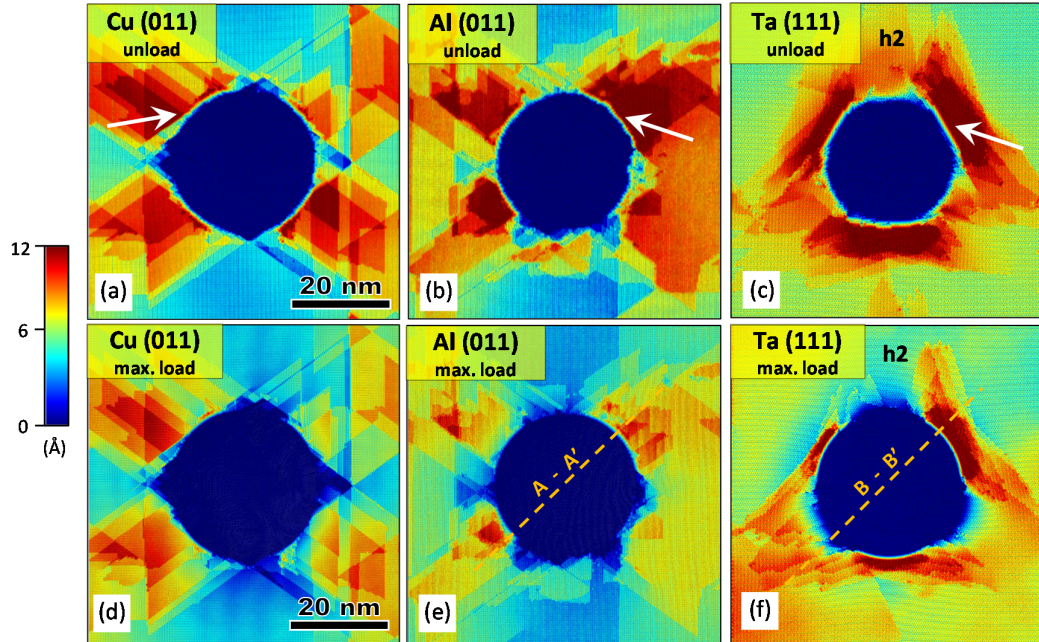 Cu (011)
unload
(a)
20 nm
Al (011)
unload
(b)
Ta (111)
unload
h2
(c)
12
6
0
(Å)
Cu (011)
max. load
(d)
20 nm
Al (011)
max. load
A - A'
(e)
Ta (111)
max. load
h2
B - B'
(f)